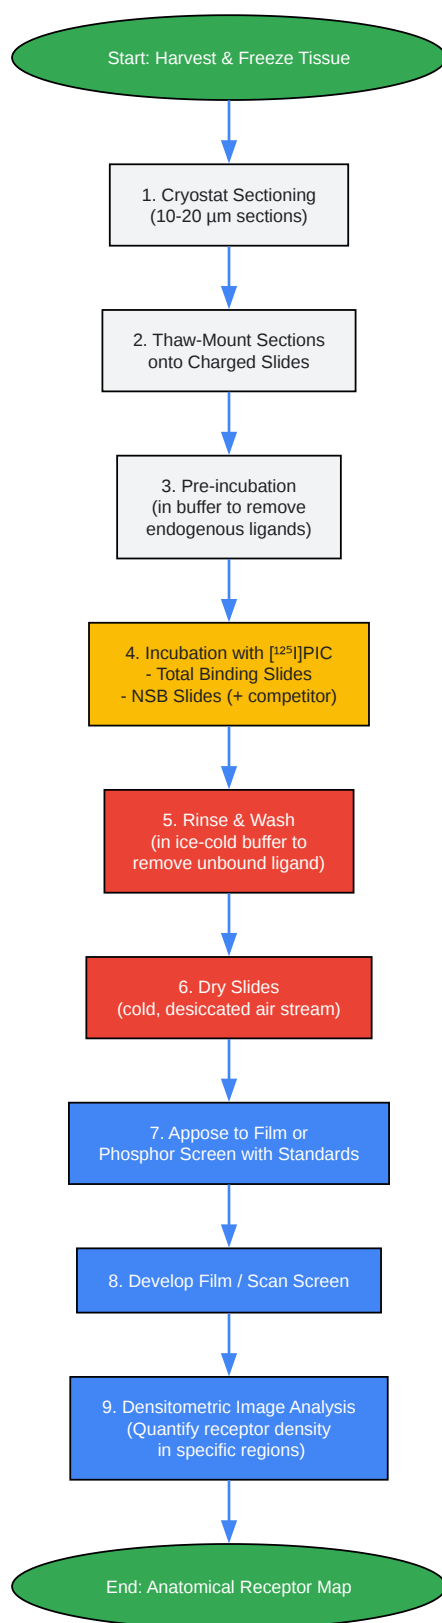 Start: Harvest & Freeze Tissue
1. Cryostat Sectioning
(10-20 µm sections)
2. Thaw-Mount Sections
onto Charged Slides
3. Pre-incubation
(in buffer to remove
endogenous ligands)
4. Incubation with [¹²⁵I]PIC
- Total Binding Slides
- NSB Slides (+ competitor)
5. Rinse & Wash
(in ice-cold buffer to
remove unbound ligand)
6. Dry Slides
(cold, desiccated air stream)
7. Appose to Film or
Phosphor Screen with Standards
8. Develop Film / Scan Screen
9. Densitometric Image Analysis
(Quantify receptor density
in specific regions)
End: Anatomical Receptor Map